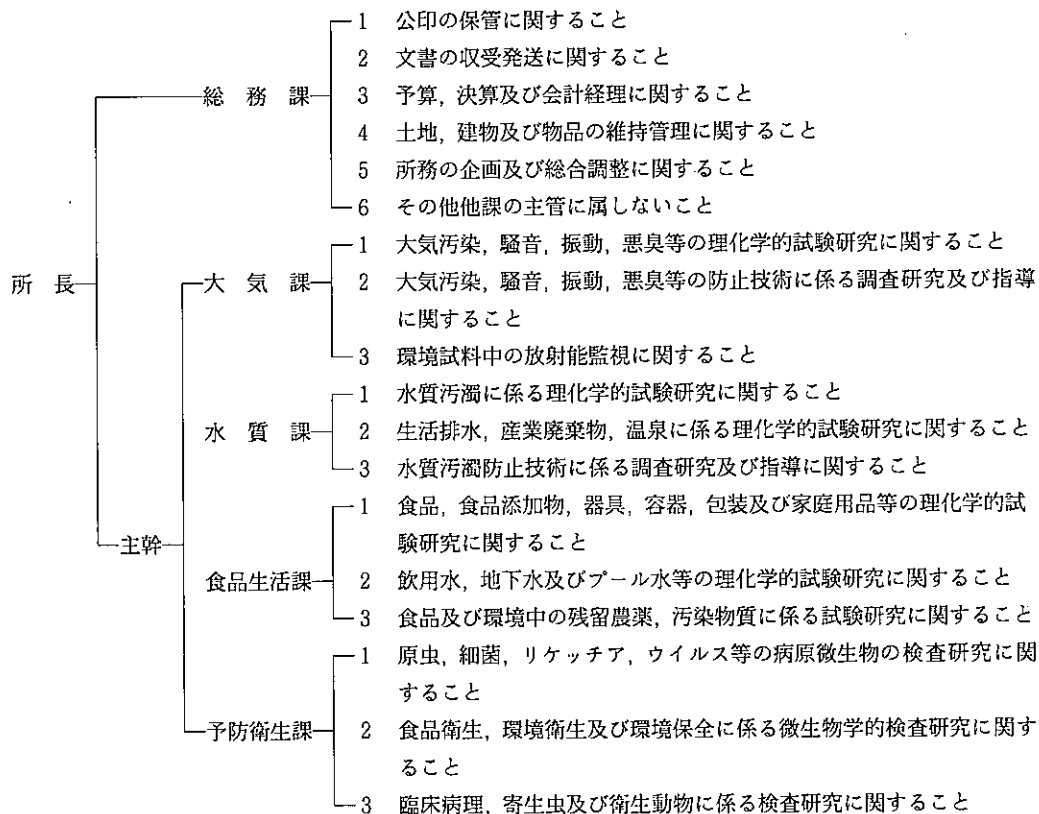 1 公印の保管に関すること
2 文書の収受発送に関すること
総務課 3 予算，決算及び会計経理に関すること
4 土地，建物及び物品の維持管理に関すること
5 所務の企画及び総合調整に関すること
6 その他他課の主管に属しないこと
1 大気汚染，騒音，振動，悪臭等の理化学的試験研究に関すること
所長 大気課 2 大気汚染，騒音，振動，悪臭等の防止技術に係る調査研究及び指導
に関すること
3 環境試料中の放射能監視に関すること
1 水質汚濁に係る理化学的試験研究に関すること
水質課 2 生活排水，産業廃棄物，温泉に係る理化学的試験研究に関すること
3 水質汚濁防止技術に係る調査研究及び指導に関すること
1 食品，食品添加物，器具，容器，包装及び家庭用品等の理化学的試
主幹 験研究に関すること
食品生活課 2 飲用水，地下水及びプール水等の理化学的試験研究に関すること
3 食品及び環境中の残留農薬，汚染物質に係る試験研究に関すること
1 原虫，細菌，リケッチア，ウイルス等の病原微生物の検査研究に関
すること
予防衛生課 2 食品衛生，環境衛生及び環境保全に係る微生物学的検査研究に関す
ること
3 臨床病理，寄生虫及び衛生動物に係る検査研究に関すること